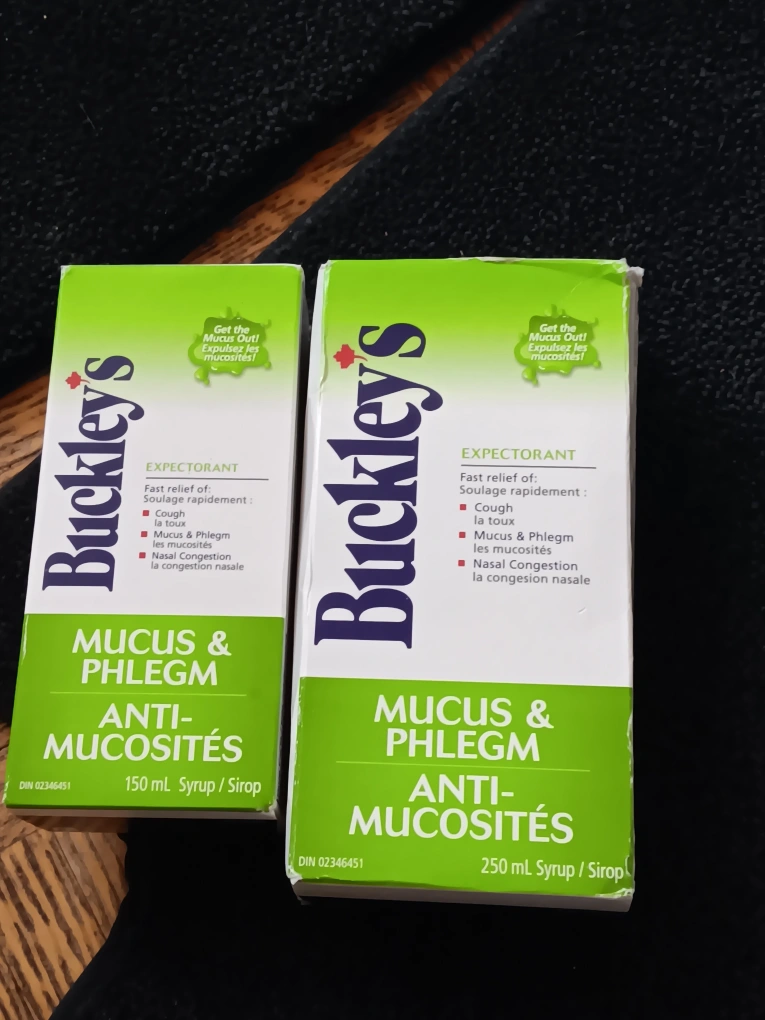 Get the
Mucus Out!
Expulsez les
mucosités!
Buckley's
EXPECTORANT
Fast relief of:
Soulage rapidement :
Cough
la toux
Mucus & Phlegm
les mucosités
Nasal Congestion
la congestion nasale
MUCUS &
PHLEGM
ANTI-
MUCOSITÉS
DIN 02346451
150 mL Syrup / Sirop
Get the
Mucus Out!
Expulsez les
mucosités!
Buckley's
EXPECTORANT
Fast relief of:
Soulage rapidement :
Cough
la toux
Mucus & Phlegm
les mucosités
Nasal Congestion
la congesion nasale
MUCUS &
PHLEGM
ANTI-
MUCOSITÉS
DIN 02346451
250 mL Syrup / Sirop